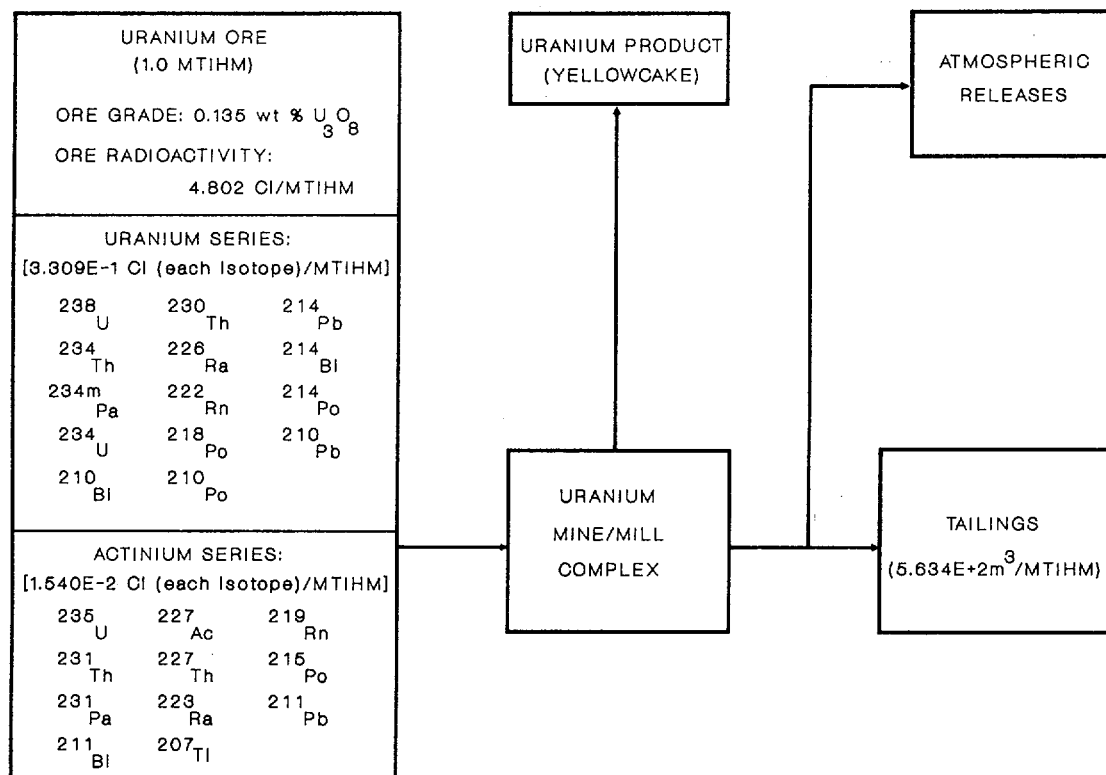 URANIUM ORE
(1.0 MTIHM)
ORE GRADE: 0.135 wt % U3O8
ORE RADIOACTIVITY:
4.802 CI/MTIHM
URANIUM SERIES:
[3.309E-1 CI (each Isotope)/MTIHM]
238U 230Th 214Pb
234Th 226Ra 214BI
234mPa 222Rn 214Po
234U 218Po 210Pb
210BI 210Po
ACTINIUM SERIES:
[1.540E-2 CI (each Isotope)/MTIHM]
235U 227Ac 219Rn
231Th 227Th 215Po
231Pa 223Ra 211Pb
211BI 207TI
URANIUM PRODUCT
(YELLOWCAKE)
ATMOSPHERIC
RELEASES
URANIUM
MINE/MILL
COMPLEX
TAILINGS
(5.634E+2m3/MTIHM)